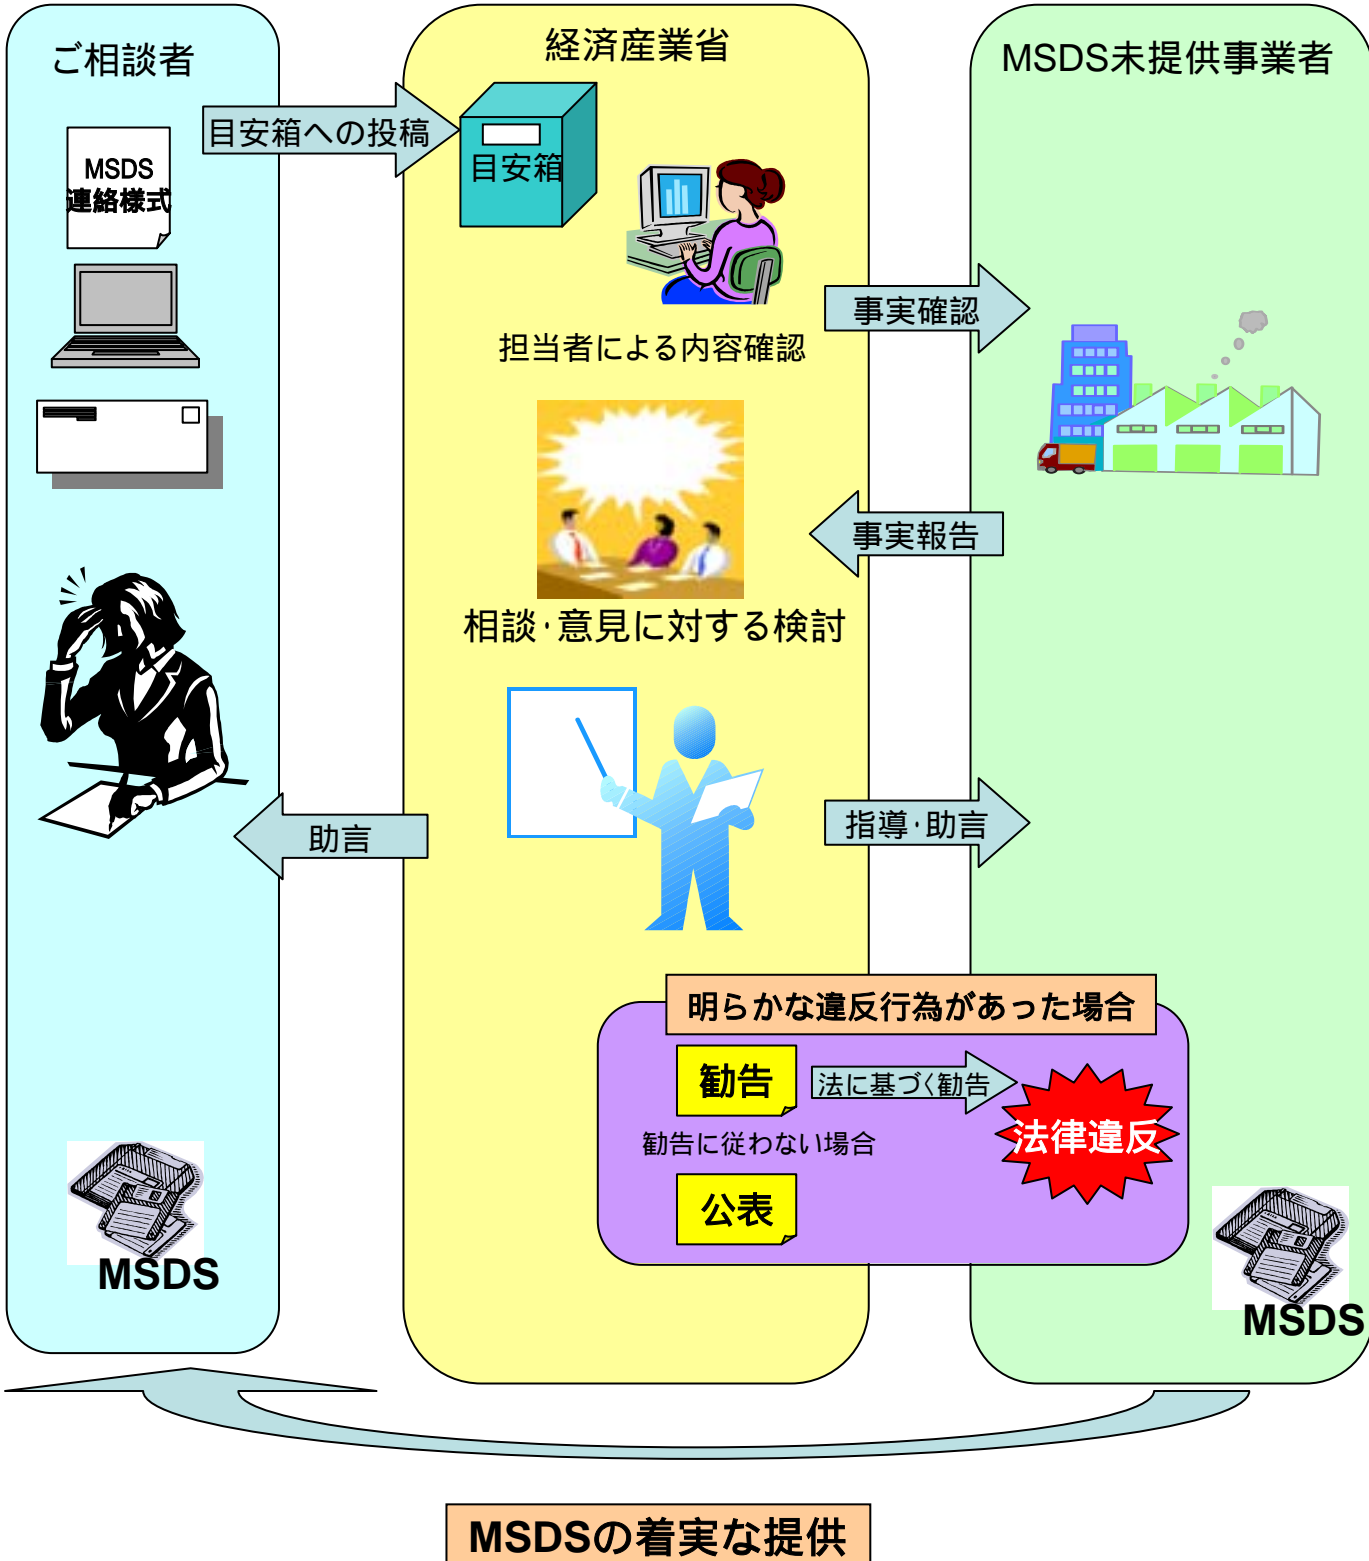 ご相談者
経済産業省
MSDS未提供事業者
目安箱への投稿
目安箱
MSDS
連絡様式
担当者による内容確認
事実確認
事実報告
相談・意見に対する検討
助言
指導・助言
明らかな違反行為があった場合
勧告
法に基づく勧告
法律違反
勧告に従わない場合
公表
MSDS
MSDS
MSDSの着実な提供